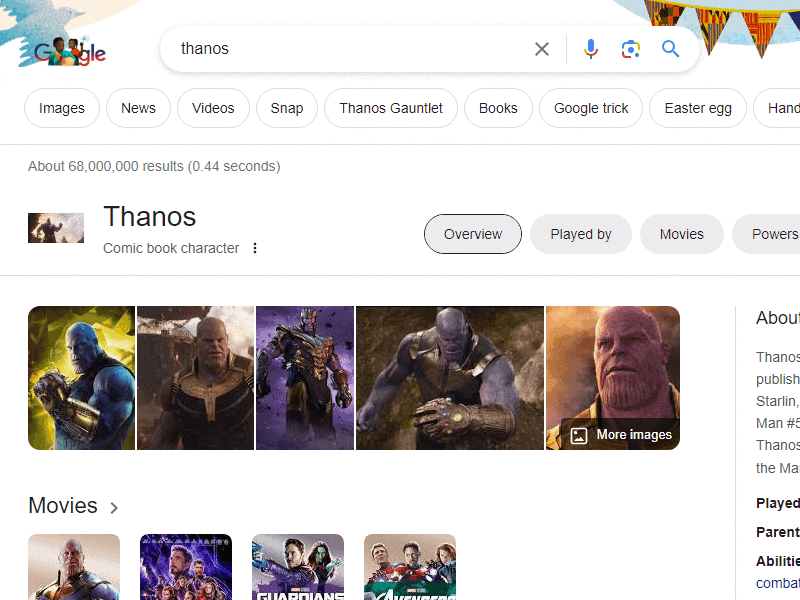 Google
thanos
Images
News
Videos
Snap
Thanos Gauntlet
Books
Google trick
Easter egg
Hand
About 68,000,000 results (0.44 seconds)
Thanos
Comic book character
Overview
Played by
Movies
Powers
More images
Movies
GUARDIANS
AVENGERS
About
Thanos
publish
Starlin,
Man #5
Thanos
the Ma
Played
Parent
Abilitie
combat